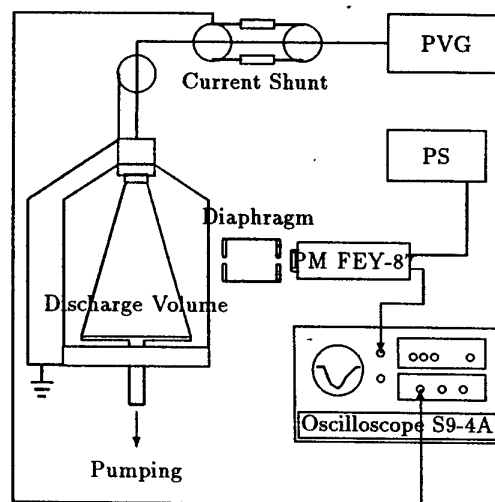 PVG
Current Shunt
PS
Diaphragm
PM FEY-87
Discharge Volume
Oscilloscope S9-4A
Pumping